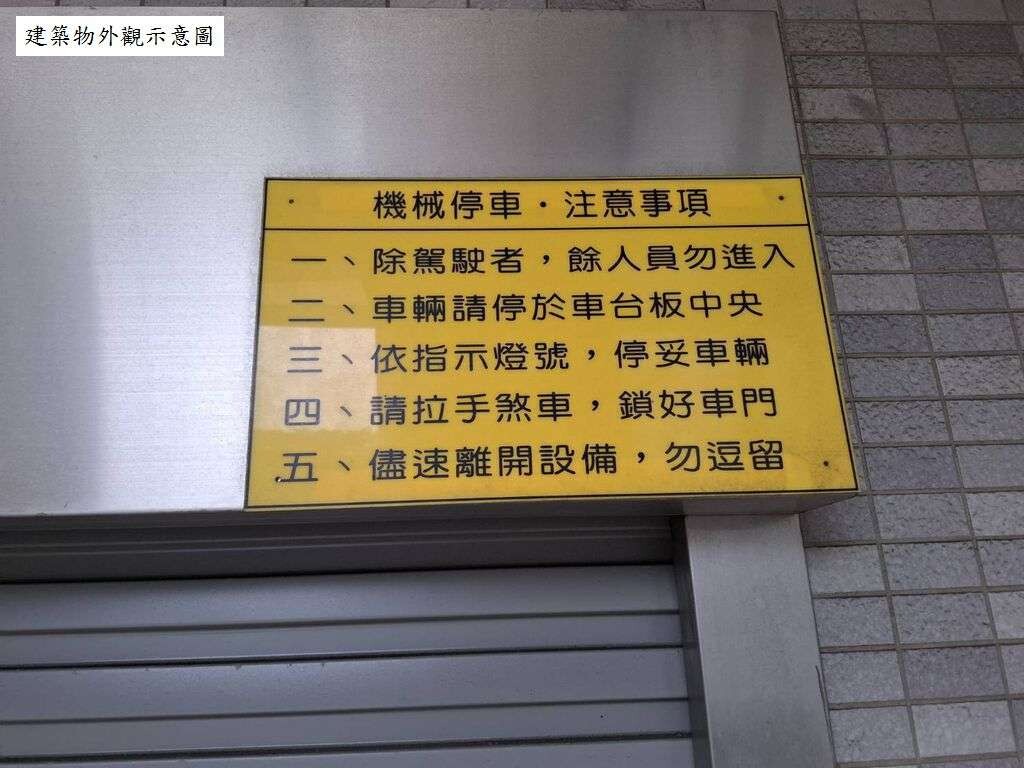 建築物外觀示意圖
機械停車・注意事項
一、除駕駛者，餘人員勿進入
二、車輛請停於車台板中央
三、依指示燈號，停妥車輛
四、請拉手煞車，鎖好車門
五、儘速離開設備，勿逗留